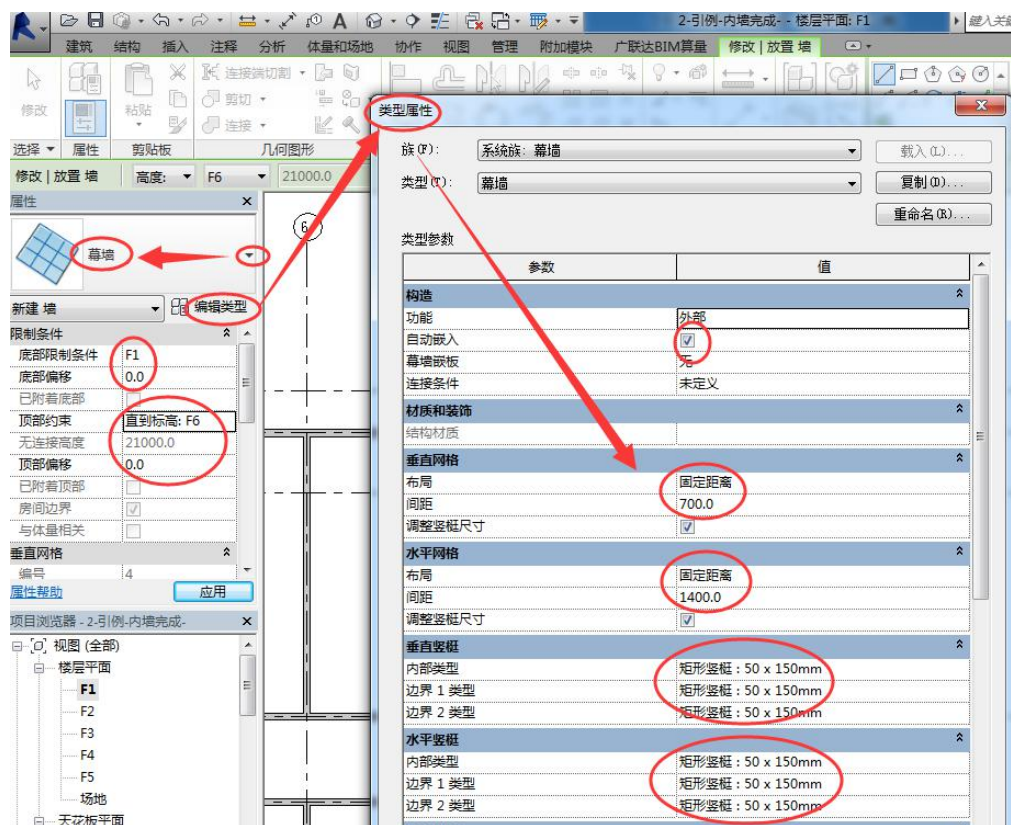 2-引例-内墙完成- - 楼层平面: F1
键入关键
建筑 结构 插入 注释 分析 体量和场地 协作 视图 管理 附加模块 广联达BIM算量 修改 | 放置 墙
修改
粘贴
连接端切割
剪切
连接
选择 属性 剪贴板 几何图形
修改 | 放置 墙 高度: F6 21000.0
属性
幕墙
新建 墙 编辑类型
限制条件
底部限制条件 F1
底部偏移 0.0
已附着底部
顶部约束 直到标高: F6
无连接高度 21000.0
顶部偏移 0.0
已附着顶部
房间边界
与体量相关
垂直网格
编号 4
属性帮助 应用
项目浏览器 - 2-引例-内墙完成-
视图 (全部)
楼层平面
F1
F2
F3
F4
F5
场地
天花板平面
6
类型属性
族(F): 系统族: 幕墙 载入(L)...
类型(T): 幕墙 复制(D)...
重命名(R)...
类型参数
参数 值
构造
功能 外部
自动嵌入
幕墙嵌板 无
连接条件 未定义
材质和装饰
结构材质
垂直网格
布局 固定距离
间距 700.0
调整竖梃尺寸
水平网格
布局 固定距离
间距 1400.0
调整竖梃尺寸
垂直竖梃
内部类型 矩形竖梃 : 50 x 150mm
边界 1 类型 矩形竖梃 : 50 x 150mm
边界 2 类型 矩形竖梃 : 50 x 150mm
水平竖梃
内部类型 矩形竖梃 : 50 x 150mm
边界 1 类型 矩形竖梃 : 50 x 150mm
边界 2 类型 矩形竖梃 : 50 x 150mm